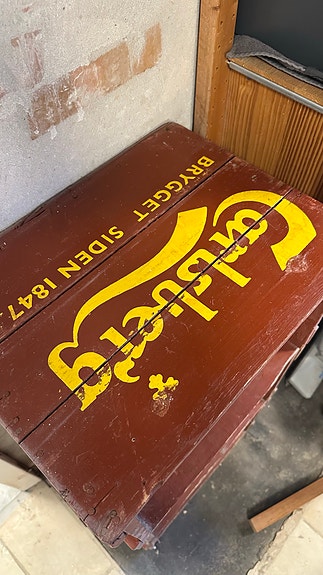 Carlsberg
BRYGGET SIDEN 1847.